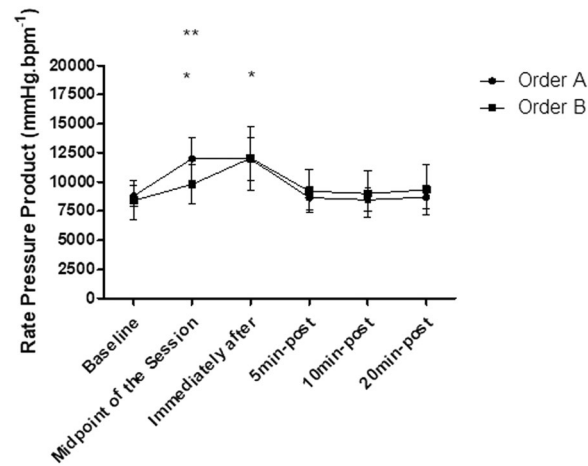 **
* *
Rate Pressure Product (mmHg.bpm-1)
20000
17500
15000
12500
10000
7500
5000
2500
0
Order A
Order B
Baseline
Midpoint of the Session
Immediately after
5min-post
10min-post
20min-post